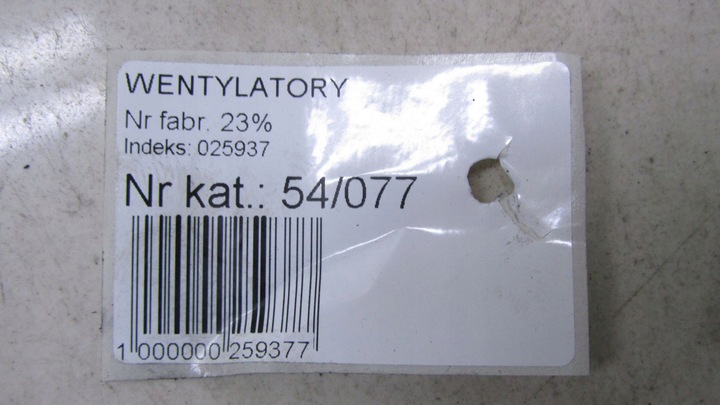 WENTYLATORY
Nr fabr. 23%
Indeks: 025937
Nr kat.: 54/077
1 000000 259377